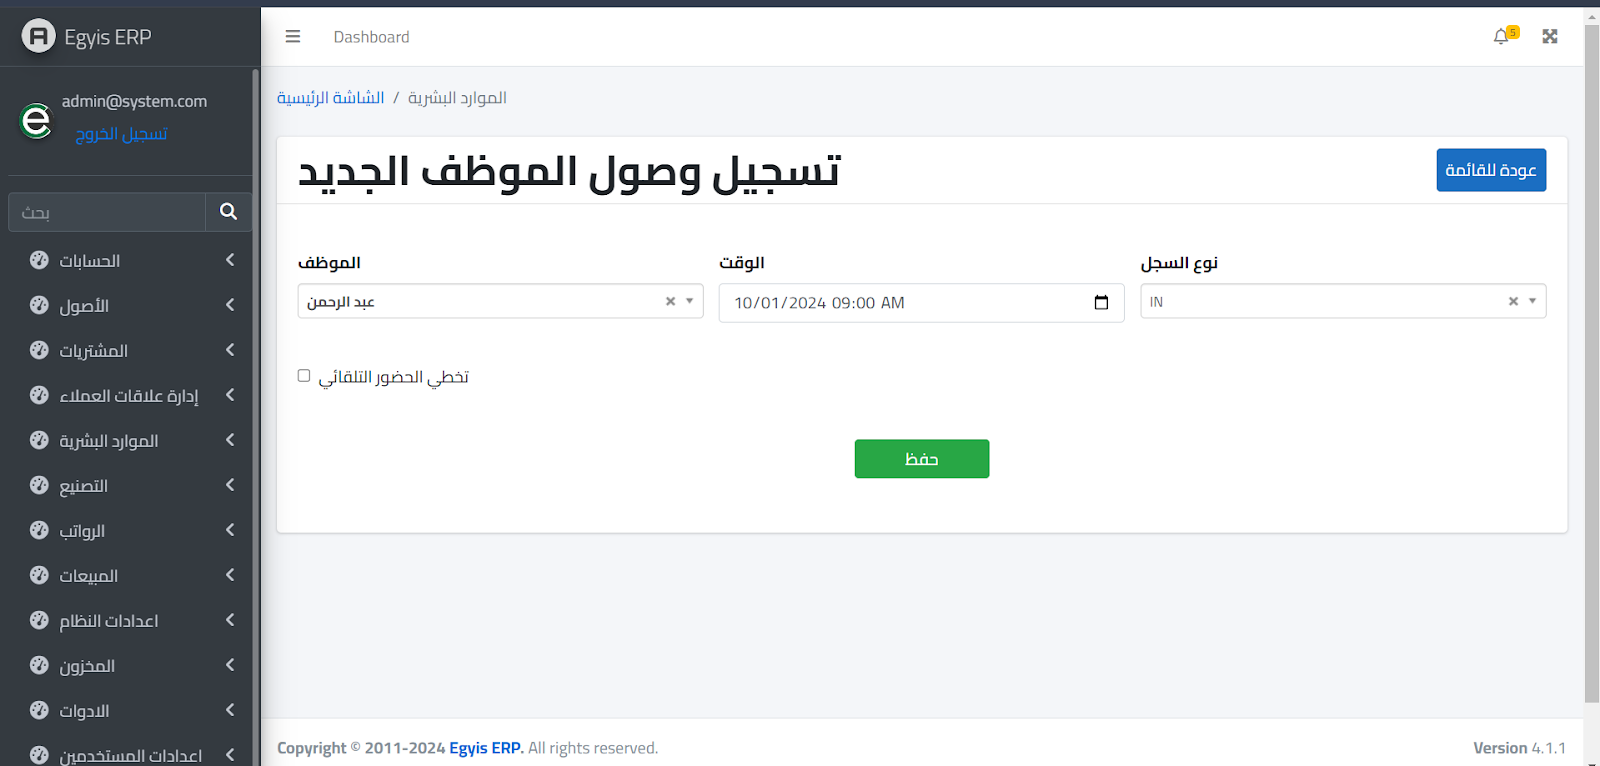 Egyis ERP
admin@system.com
تسجيل الخروج
بحث
الحسابات
الأصول
المشتريات
إدارة علاقات العملاء
الموارد البشرية
التصنيع
الرواتب
المبيعات
اعدادات النظام
المخزون
الادوات
اعدادات المستخدمين
Dashboard
5
الشاشة الرئيسية / الموارد البشرية
تسجيل وصول الموظف الجديد
عودة للقائمة
الموظف
عبد الرحمن
الوقت
10/01/2024 09:00 AM
نوع السجل
IN
تخطي الحضور التلقائي
حفظ
Copyright © 2011-2024 Egyis ERP. All rights reserved.
Version 4.1.1